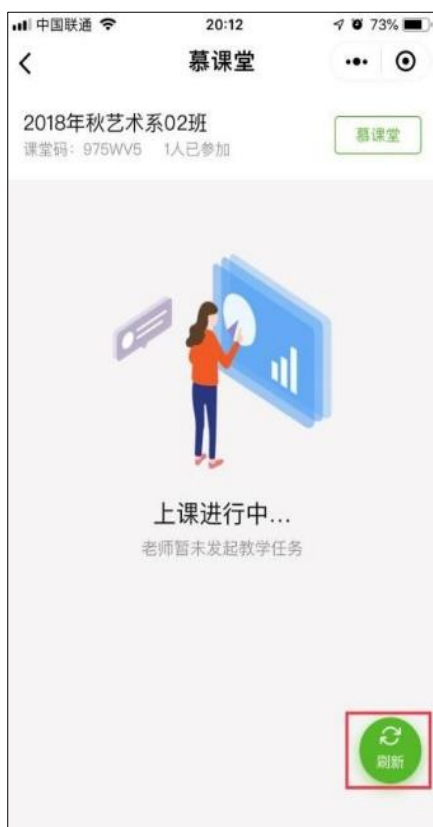 中国联通 20:12 73%
慕课堂
2018年秋艺术系02班
课堂码：975WV5 1人已参加
慕课堂
上课进行中...
老师暂未发起教学任务
刷新